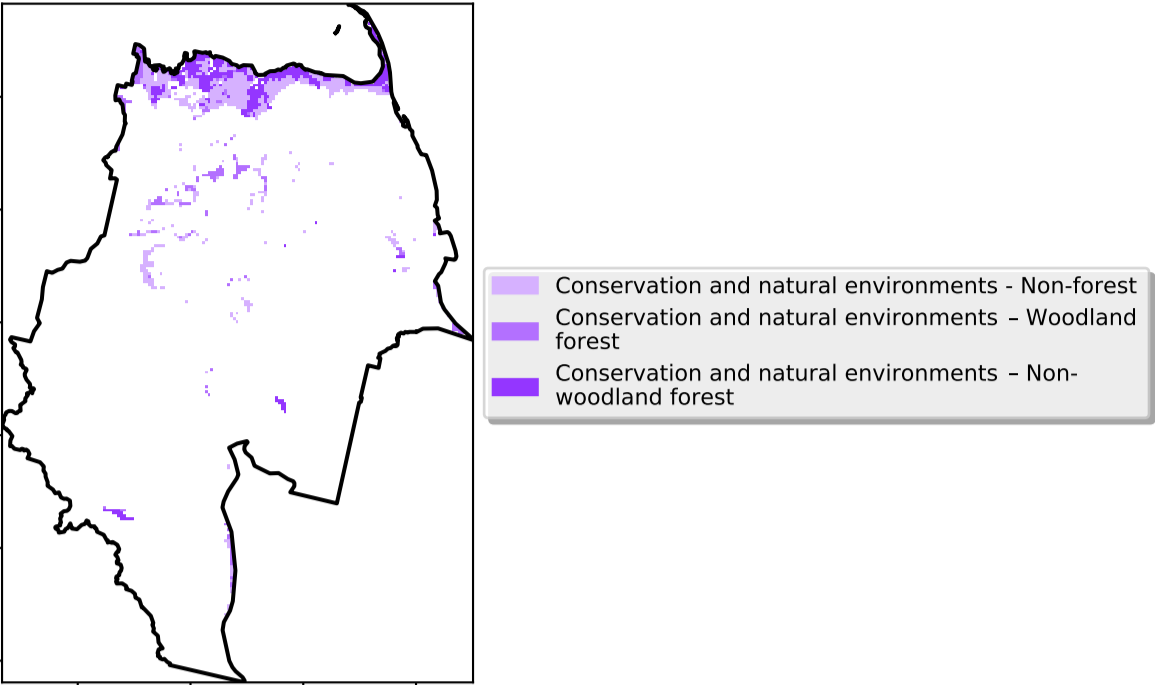 Conservation and natural environments - Non-forest
Conservation and natural environments – Woodland
forest
Conservation and natural environments – Non-
woodland forest